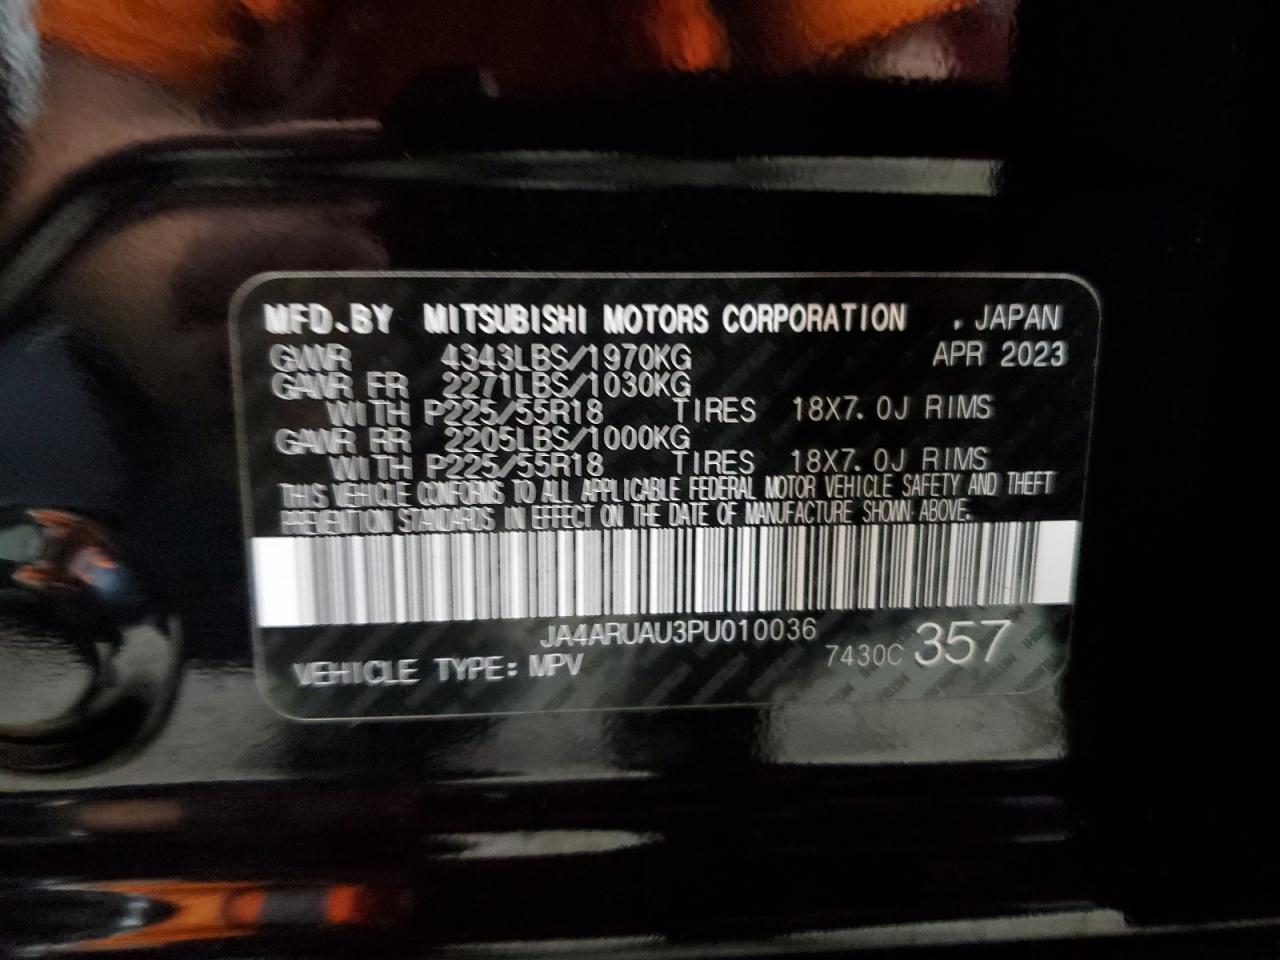 MFD.BY MITSUBISHI MOTORS CORPORATION . JAPAN
GWVR 4343LBS/1970KG APR 2023
GAWR FR 2271LBS/1030KG
WITH P225/55R18 TIRES 18X7.0J RIMS
GAWR RR 2205LBS/1000KG
WITH P225/55R18 TIRES 18X7.0J RIMS
THIS VEHICLE CONFORMS TO ALL APPLICABLE FEDERAL MOTOR VEHICLE SAFETY AND THEFT
PREVENTION STANDARDS IN EFFECT ON THE DATE OF MANUFACTURE SHOWN ABOVE.
JA4ARUAU3PU010036
VEHICLE TYPE: MPV 7430C 357